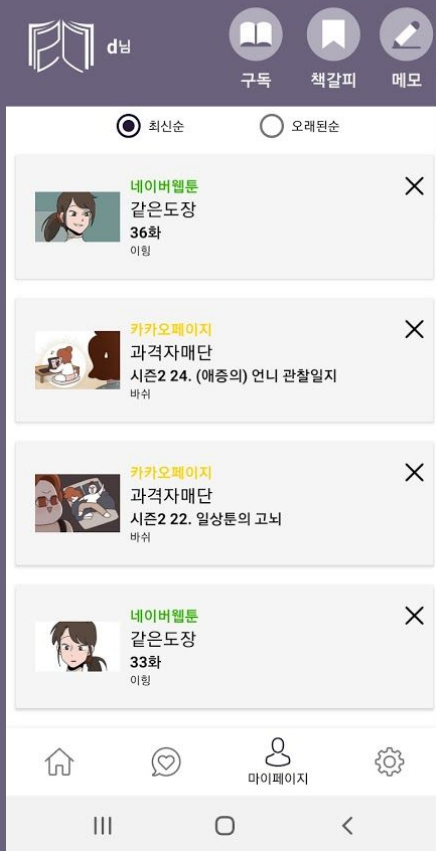 d님
구독 책갈피 메모
최신순 오래된순
네이버웹툰
같은도장
36화
이힝
카카오페이지
과격자매단
시즌2 24. (애증의) 언니 관찰일지
바쉬
카카오페이지
과격자매단
시즌2 22. 일상툰의 고뇌
바쉬
네이버웹툰
같은도장
33화
이힝
마이페이지